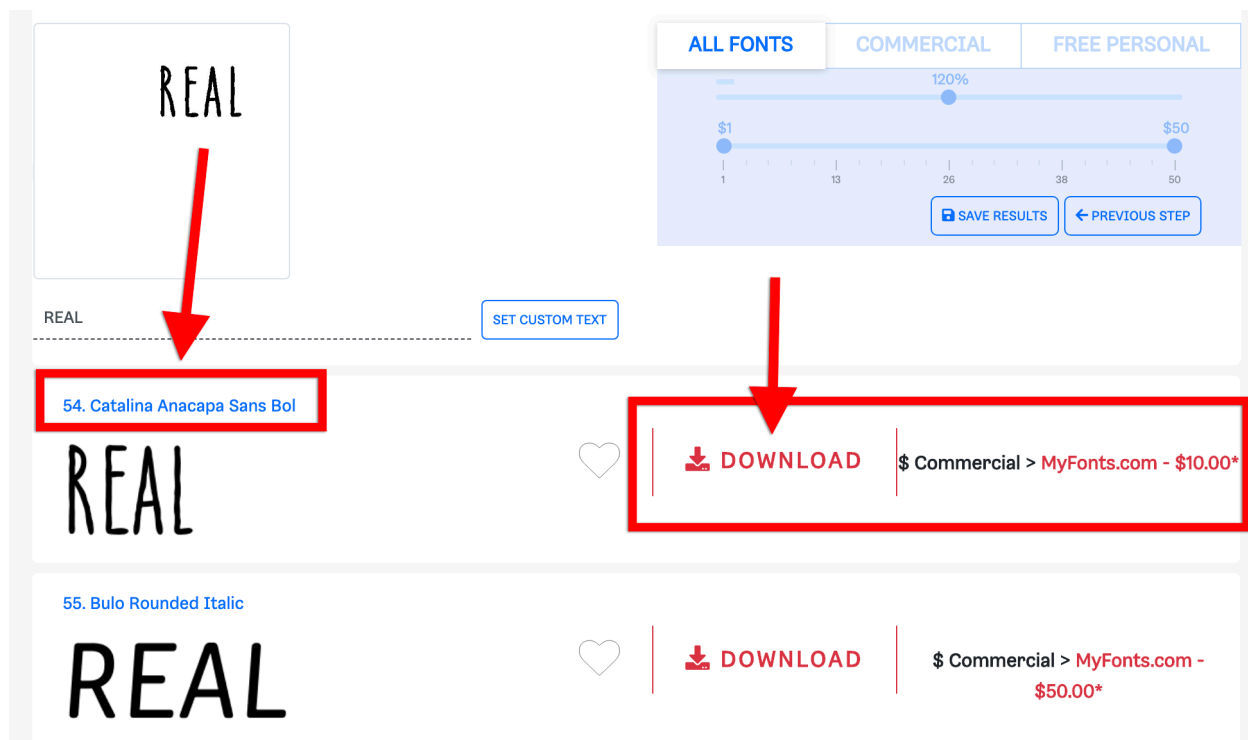 REAL
ALL FONTS COMMERCIAL FREE PERSONAL
120%
$1 $50
1 13 26 38 50
SAVE RESULTS PREVIOUS STEP
REAL SET CUSTOM TEXT
54. Catalina Anacapa Sans Bol
REAL
DOWNLOAD $ Commercial > MyFonts.com - $10.00*
55. Bulo Rounded Italic
REAL
DOWNLOAD $ Commercial > MyFonts.com -
$50.00*